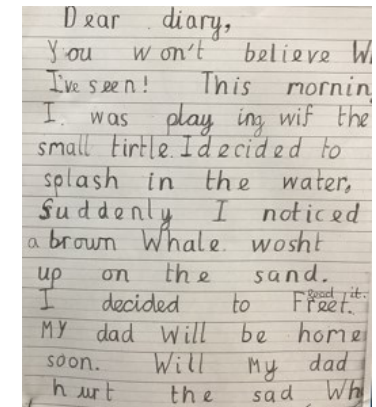 Dear diary,
You won't believe W
I've seen! This mornin
I. was play ing wif the
small tirtle. I decided to
splash in the water,
Suddenly I noticed
a brown Whale. wosht
up on the sand.
I decided to it.
MY dad Will be home
soon. Will My dad
hurt the sad Wh